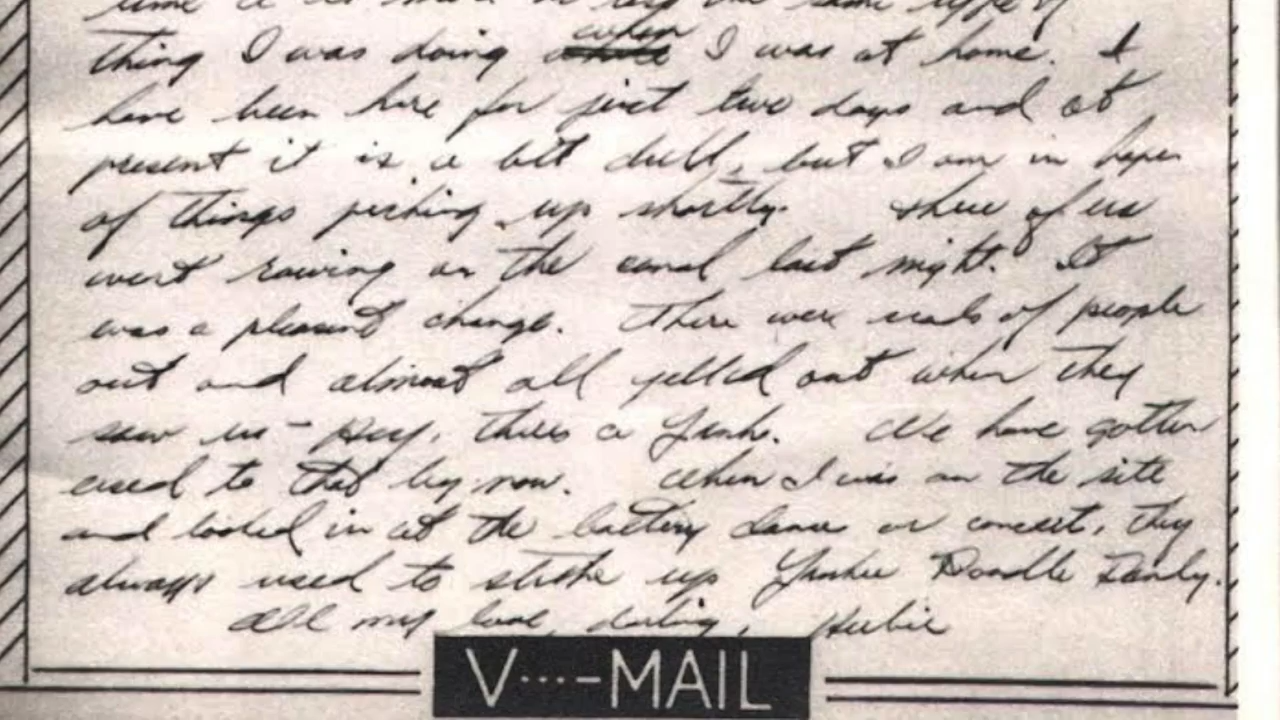 thing I was doing when I was at home. I
have been here for just two days and at
present it is a bit dull, but I am in hopes
of things picking up shortly. Three of us
went rowing on the canal last night. It
was a pleasant change. There were scads of people
out and almost all yelled out when they
saw us - Hey, theres a Yank. We have gotten
used to that by now. When I was on the site
and looked in at the battery dance or concert, they
always used to strike up Yankee Doodle Dandy.
All my love, darling, Herbie
V···-MAIL